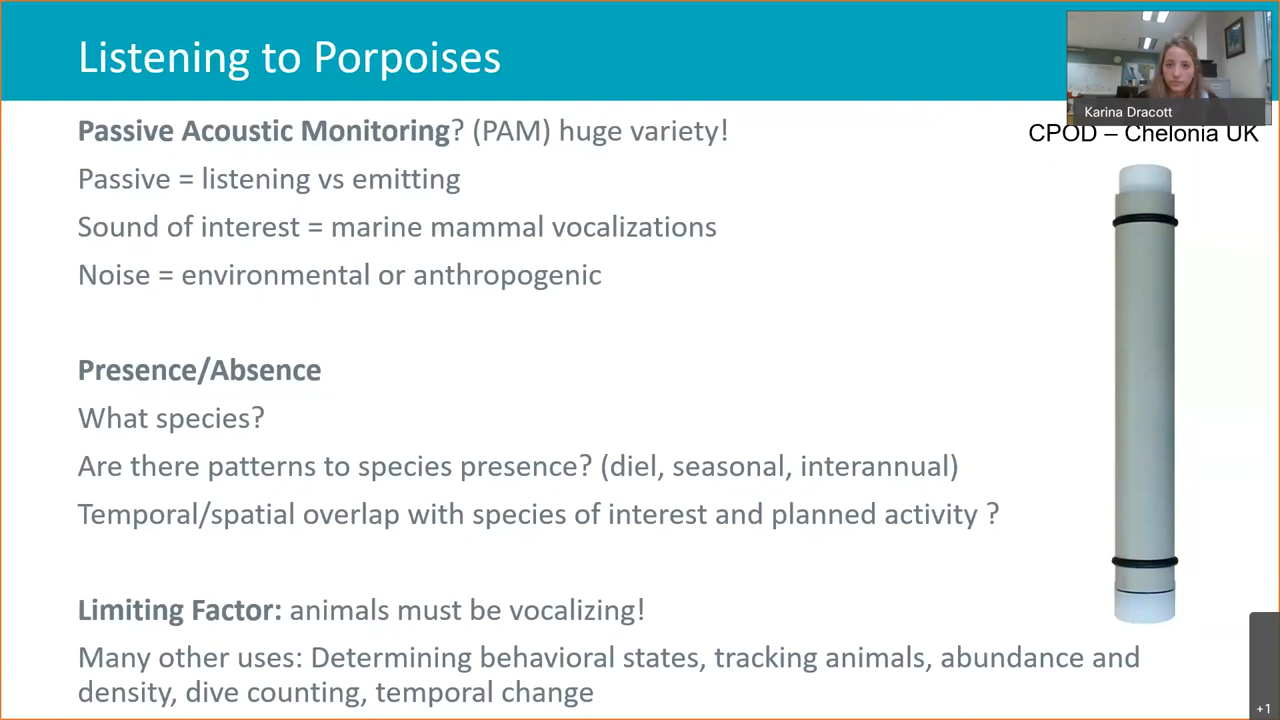 Listening to Porpoises
Karina Dracott
Passive Acoustic Monitoring? (PAM) huge variety!
CPOD – Chelonia UK
Passive = listening vs emitting
Sound of interest = marine mammal vocalizations
Noise = environmental or anthropogenic
Presence/Absence
What species?
Are there patterns to species presence? (diel, seasonal, interannual)
Temporal/spatial overlap with species of interest and planned activity ?
Limiting Factor: animals must be vocalizing!
Many other uses: Determining behavioral states, tracking animals, abundance and
density, dive counting, temporal change
+1